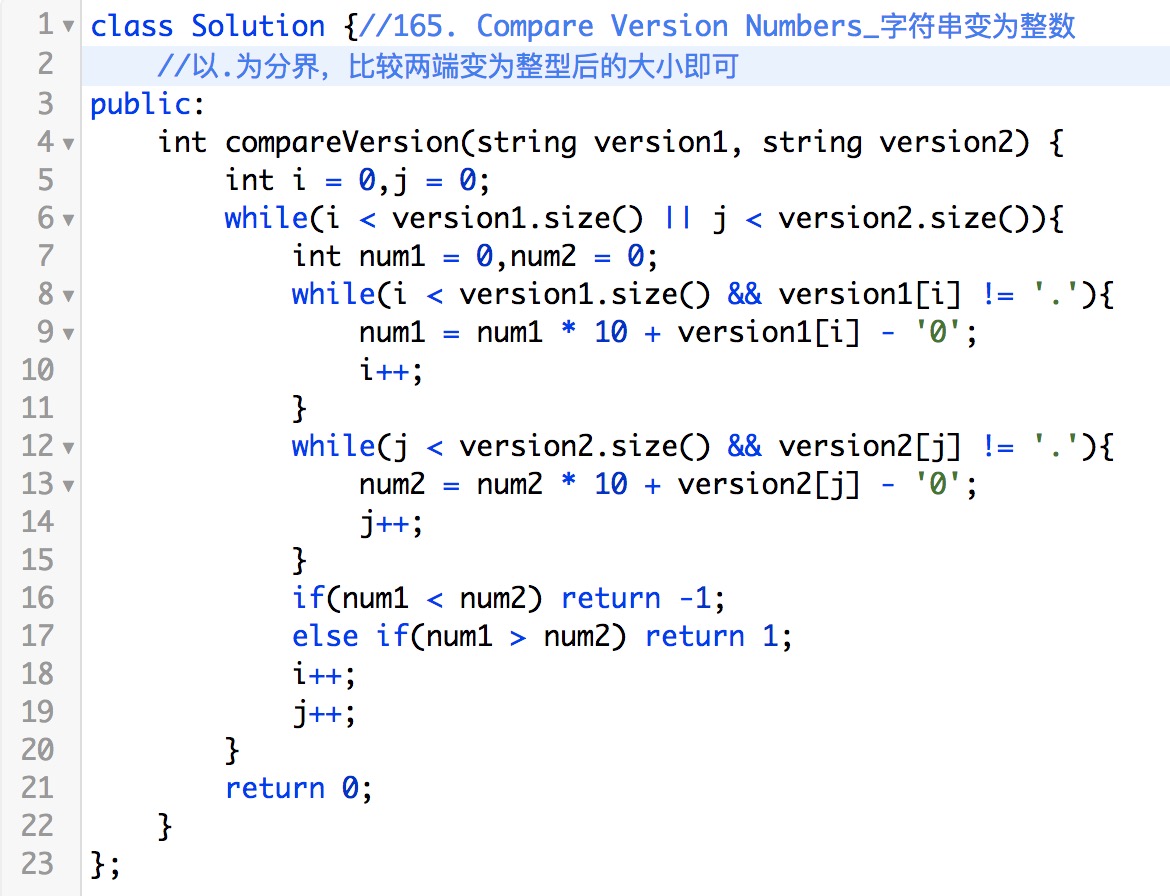 1 class Solution {//165. Compare Version Numbers_字符串变为整数
2     //以.为分界, 比较两端变为整型后的大小即可
3 public:
4     int compareVersion(string version1, string version2) {
5         int i = 0,j = 0;
6         while(i < version1.size() || j < version2.size()){
7             int num1 = 0,num2 = 0;
8             while(i < version1.size() && version1[i] != '.'){
9                 num1 = num1 * 10 + version1[i] - '0';
10                 i++;
11             }
12             while(j < version2.size() && version2[j] != '.'){
13                 num2 = num2 * 10 + version2[j] - '0';
14                 j++;
15             }
16             if(num1 < num2) return -1;
17             else if(num1 > num2) return 1;
18             i++;
19             j++;
20         }
21         return 0;
22     }
23 };